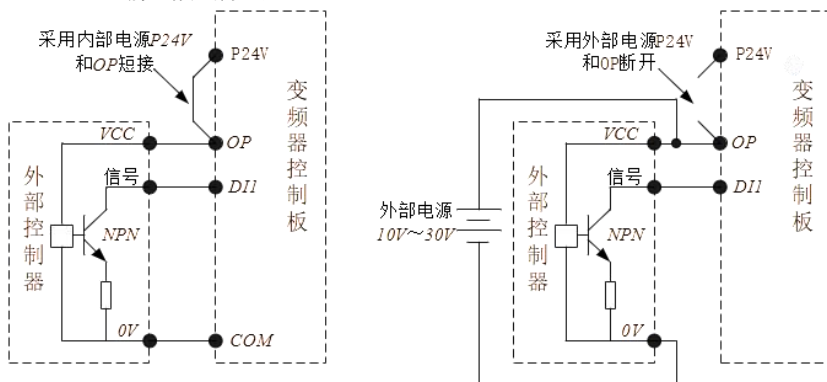 采用内部电源P24V
和OP短接
P24V
变频器控制板
VCC
OP
外部控制器
信号
DI1
NPN
0V
COM
采用外部电源P24V
和OP断开
P24V
变频器控制板
VCC
OP
外部控制器
信号
DI1
外部电源
10V～30V
NPN
0V